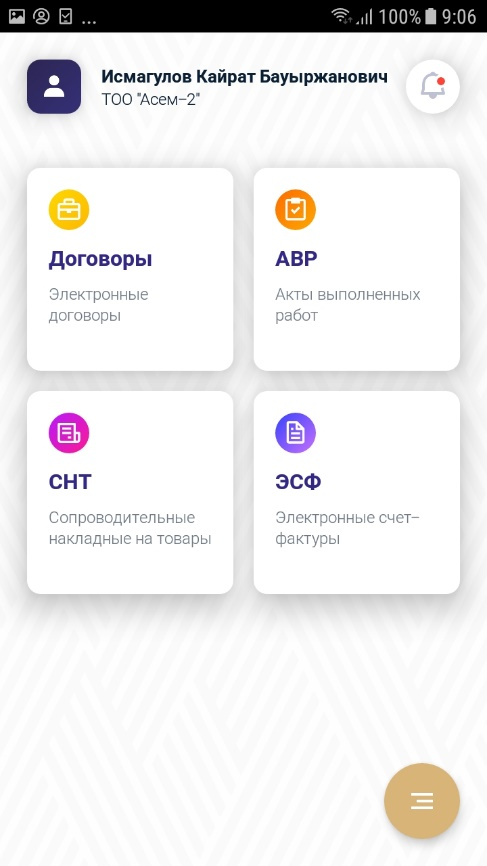 ... 100% 9:06
Исмагулов Кайрат Бауыржанович
ТОО "Асем-2"
Договоры
Электронные
договоры
АВР
Акты выполненных
работ
СНТ
Сопроводительные
накладные на товары
ЭСФ
Электронные счет-
фактуры